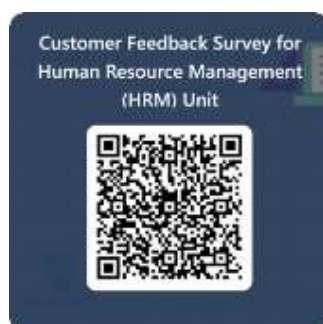 Customer Feedback Survey for
Human Resource Management
(HRM) Unit